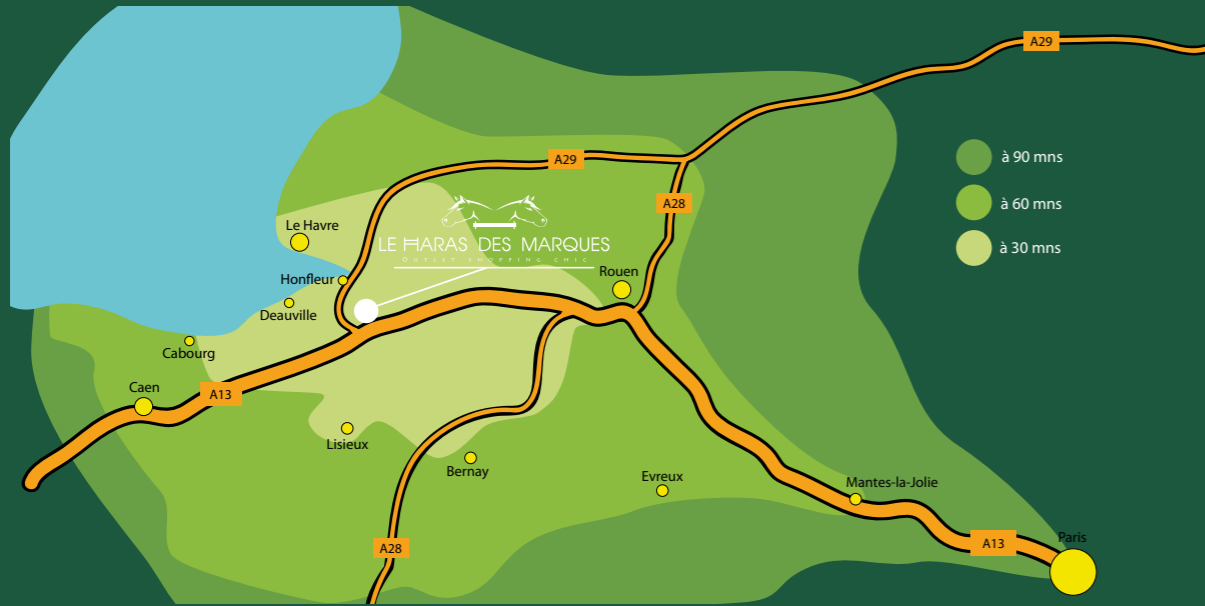 A29
à 90 mns
A29
A28
à 60 mns
Le Havre
LE HARAS DES MARQUES
OUTLET SHOPPING CHIC
à 30 mns
Rouen
Honfleur
Deauville
Cabourg
Caen
A13
Lisieux
Bernay
Evreux
Mantes-la-Jolie
A28
A13
Paris